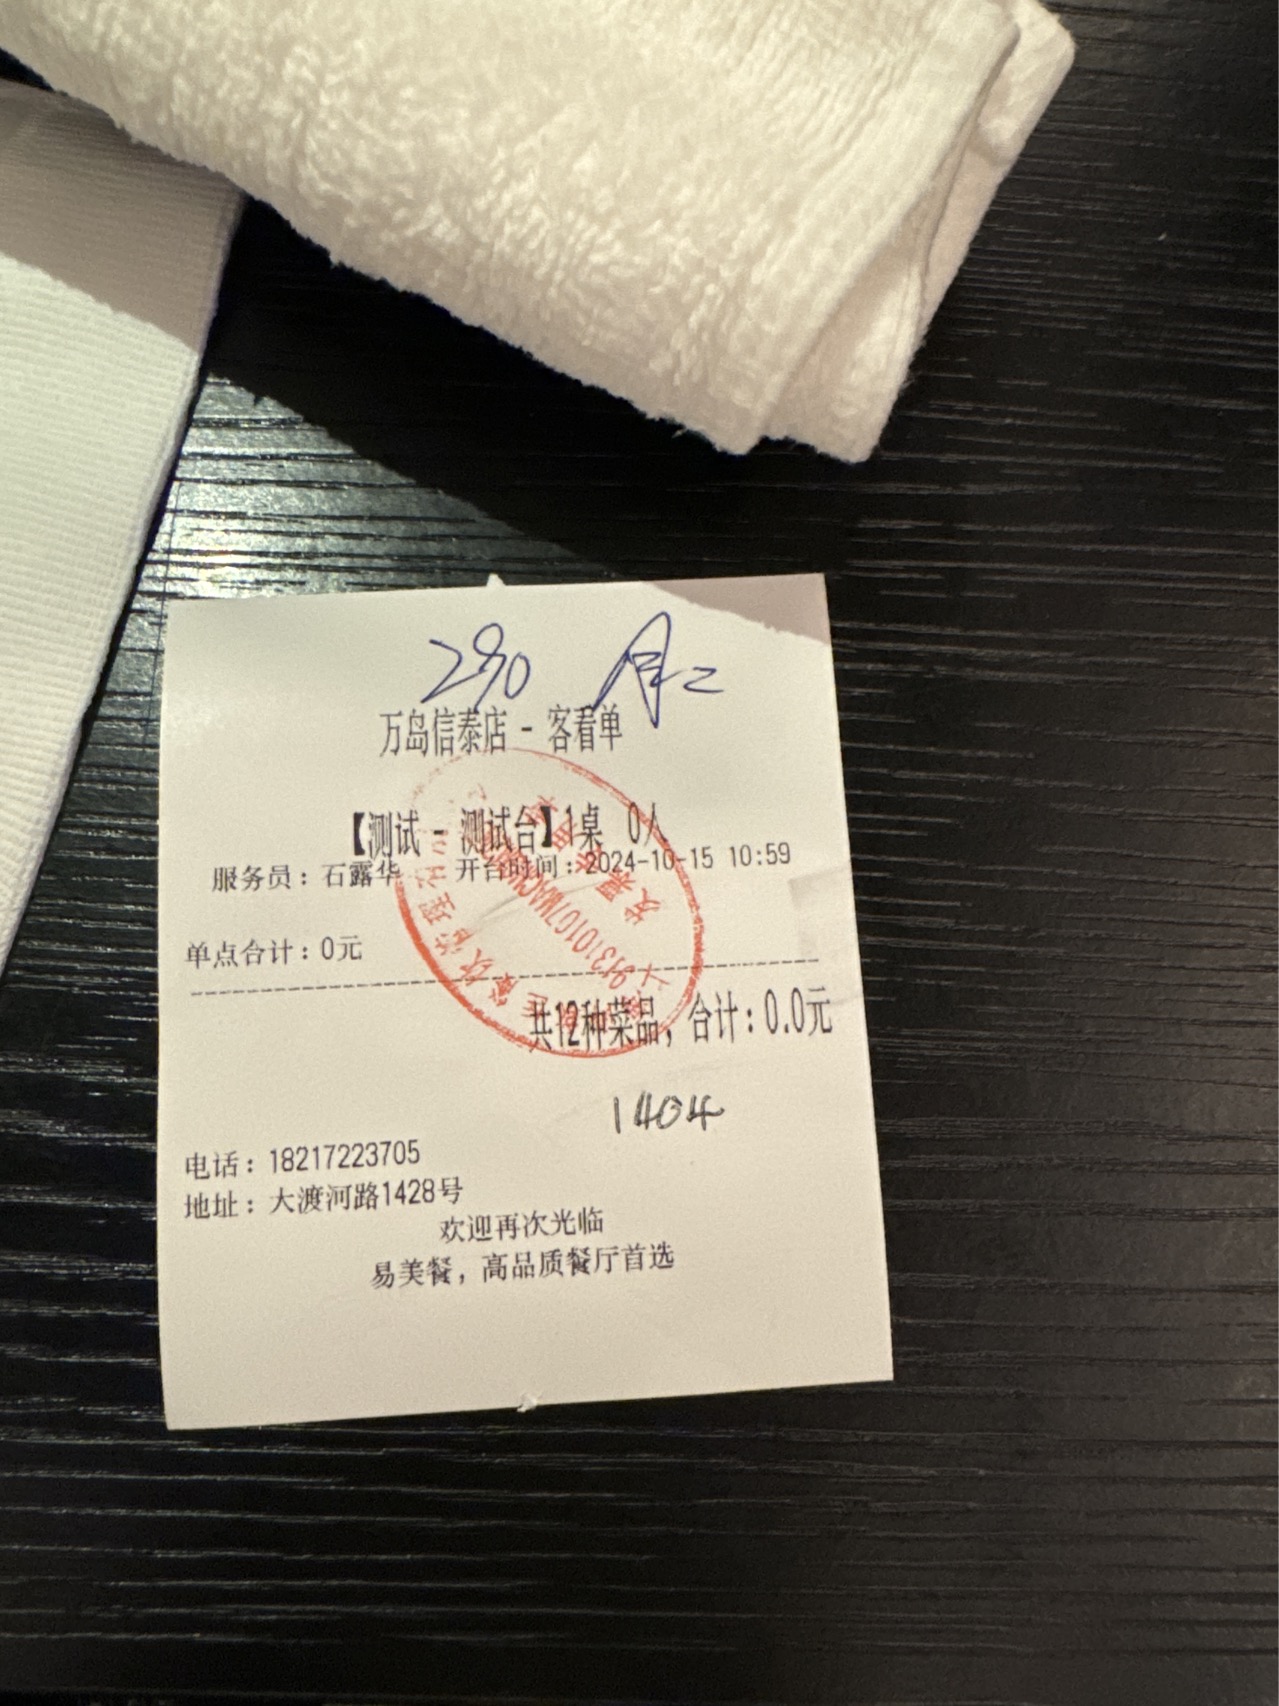 290
万岛信泰店 - 客看单
【测试 - 测试台】1桌 0人
服务员：石露华 开台时间：2024-10-15 10:59
单点合计：0元
共12种菜品，合计：0.0元
1404
电话：18217223705
地址：大渡河路1428号
欢迎再次光临
易美餐，高品质餐厅首选